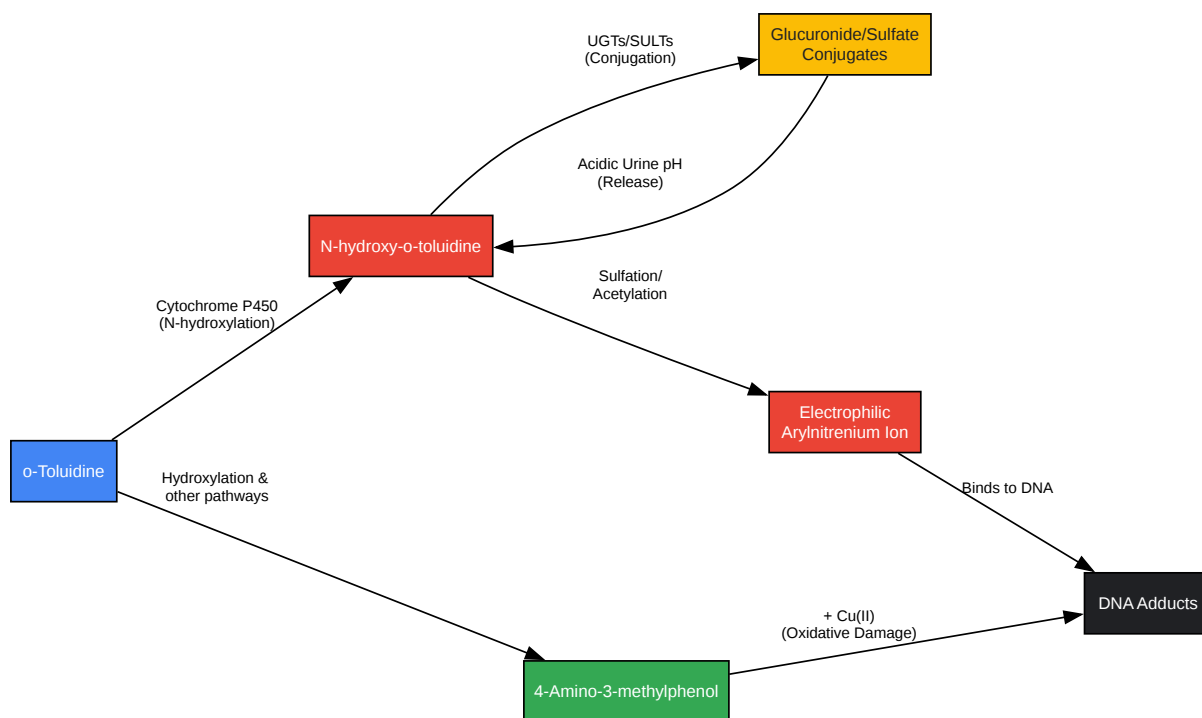 Glucuronide/Sulfate
Conjugates
UGTs/SULTs
(Conjugation)
Acidic Urine pH
(Release)
N-hydroxy-o-toluidine
Sulfation/
Acetylation
Cytochrome P450
(N-hydroxylation)
Electrophilic
Arylnitrenium Ion
o-Toluidine
Hydroxylation &
other pathways
Binds to DNA
DNA Adducts
+ Cu(II)
(Oxidative Damage)
4-Amino-3-methylphenol